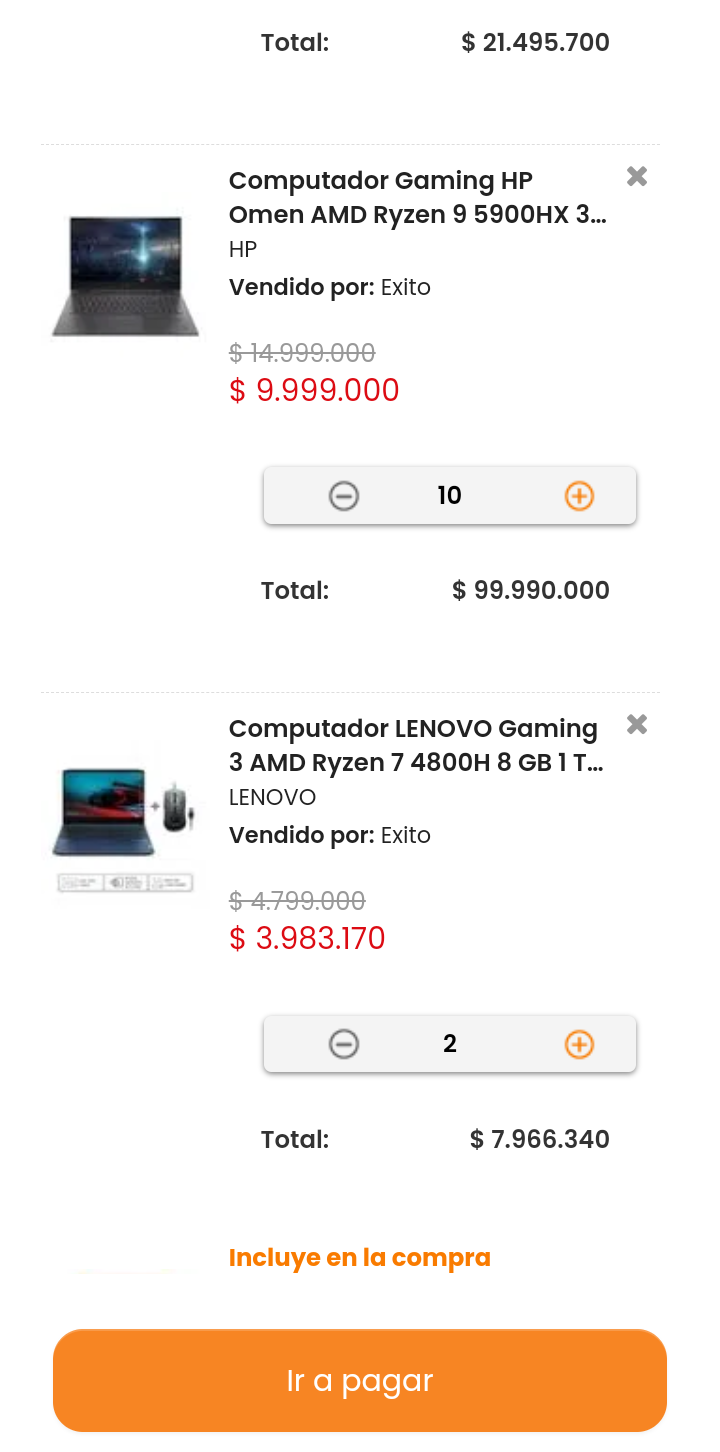 Total: $ 21.495.700
Computador Gaming HP
Omen AMD Ryzen 9 5900HX 3...
HP
Vendido por: Exito
$ 14.999.000
$ 9.999.000
10
Total: $ 99.990.000
Computador LENOVO Gaming
3 AMD Ryzen 7 4800H 8 GB 1 T...
LENOVO
Vendido por: Exito
$ 4.799.000
$ 3.983.170
2
Total: $ 7.966.340
Incluye en la compra
Ir a pagar